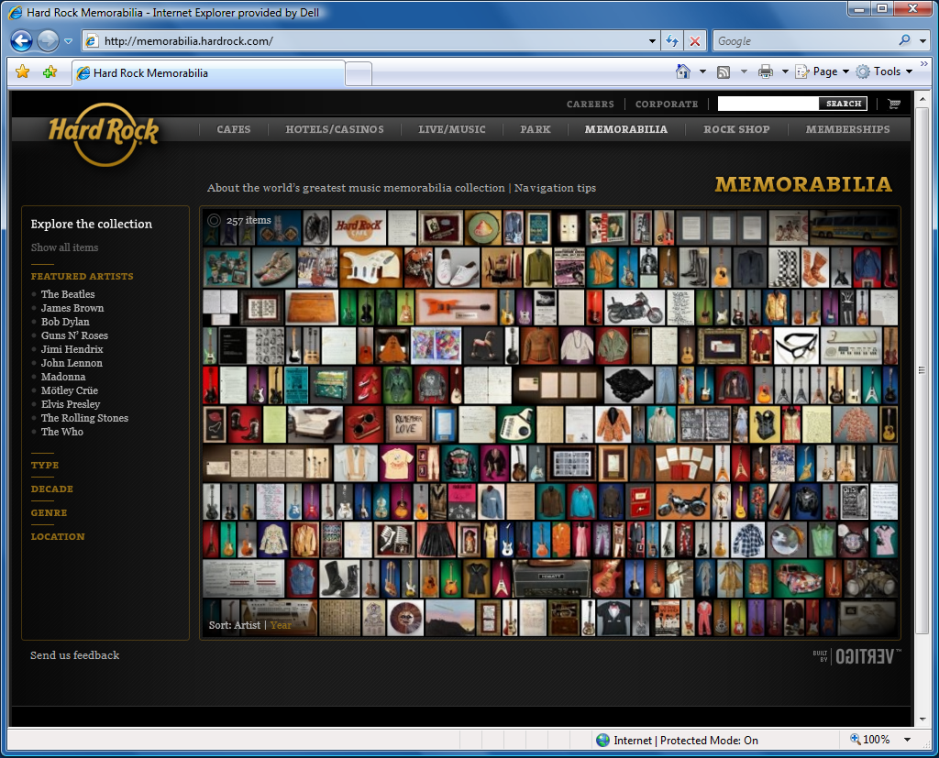 Hard Rock Memorabilia - Internet Explorer provided by Dell
http://memorabilia.hardrock.com/
Google
Hard Rock Memorabilia
Page
Tools
CAREERS | CORPORATE |
SEARCH
Hard Rock
CAFES
HOTELS/CASINOS
LIVE/MUSIC
PARK
MEMORABILIA
ROCK SHOP
MEMBERSHIPS
About the world's greatest music memorabilia collection | Navigation tips
MEMORABILIA
Explore the collection
Show all items
FEATURED ARTISTS
The Beatles
James Brown
Bob Dylan
Guns N' Roses
Jimi Hendrix
John Lennon
Madonna
Mötley Crüe
Elvis Presley
The Rolling Stones
The Who
TYPE
DECADE
GENRE
LOCATION
257 items
Hard Rock
CAFE
REMEMBER
LOVE
Sort: Artist | Year
Send us feedback
BUILT BY
VERTIGO™
Internet | Protected Mode: On
100%